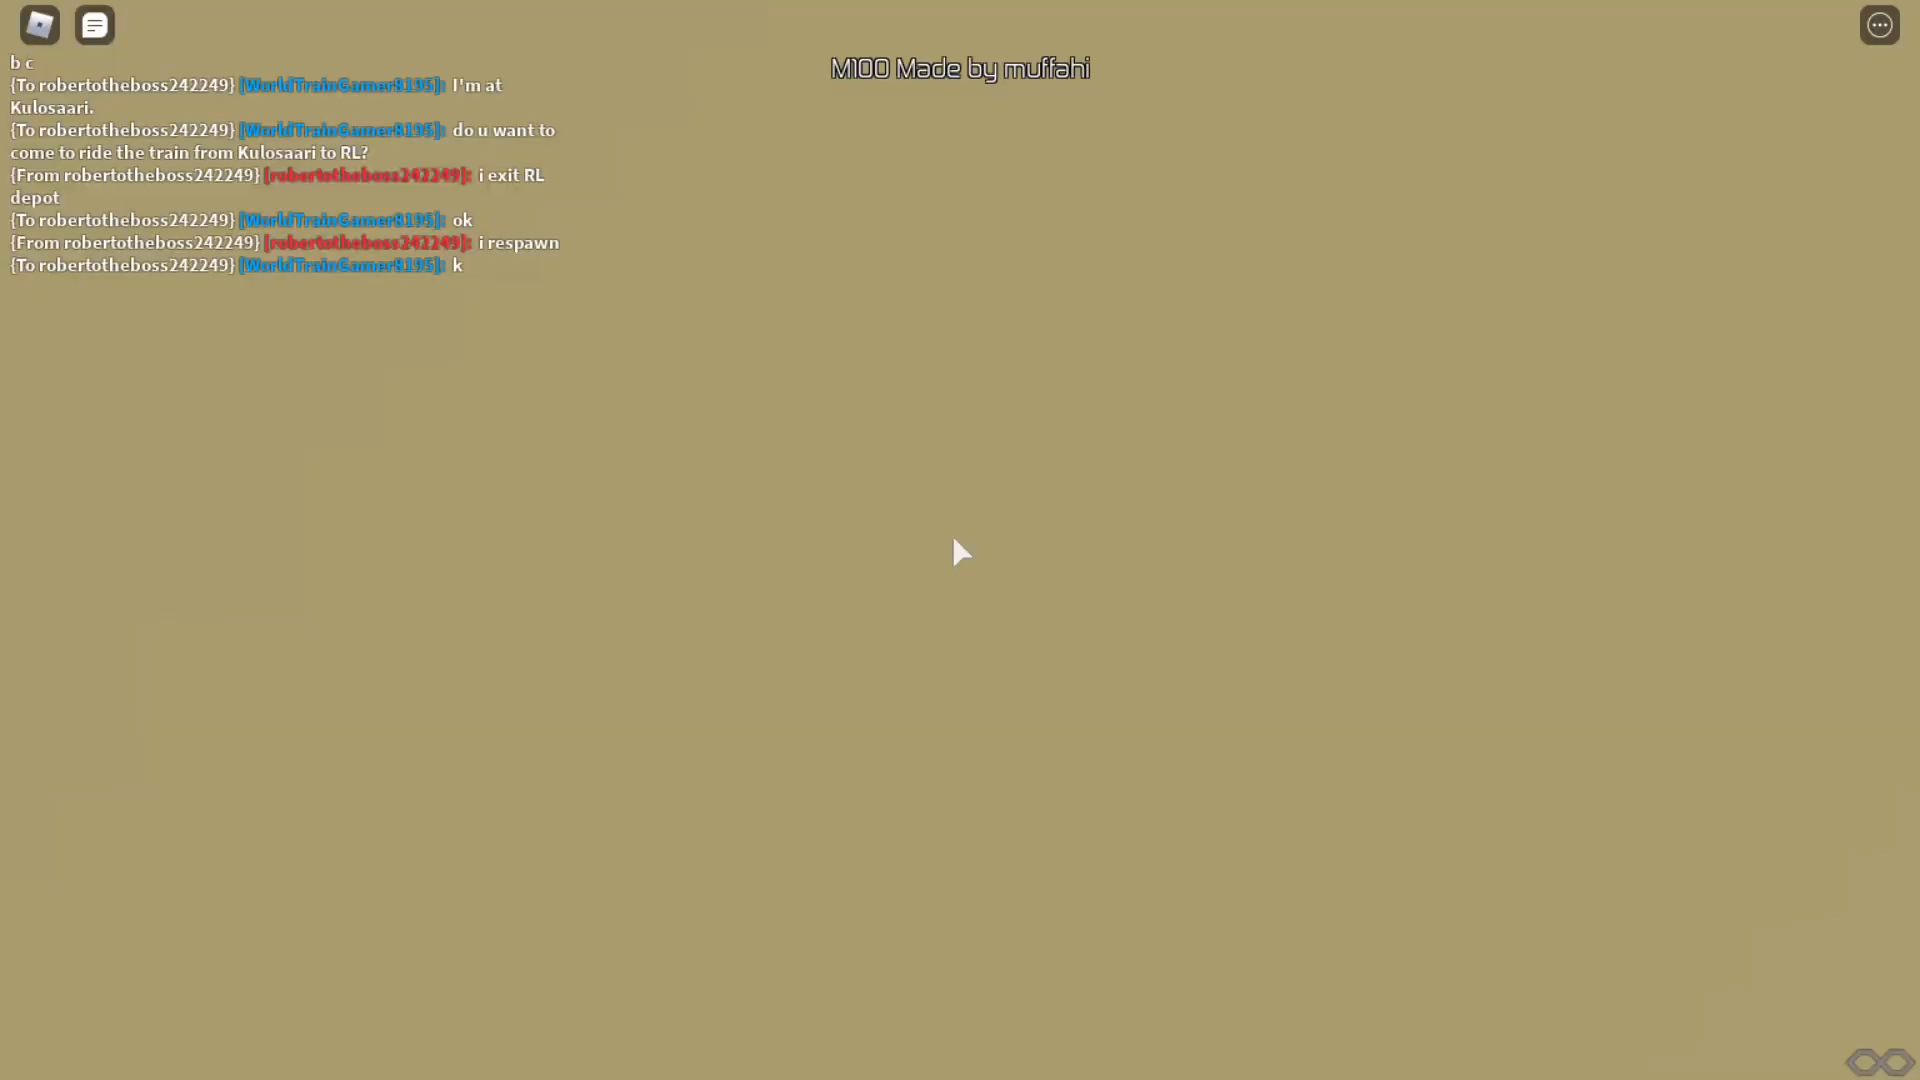 b c
M100 Made by muffahi
{To robertotheboss242249} [WorldTrainGamer8195]: I'm at
Kulosaari.
{To robertotheboss242249} [WorldTrainGamer8195]: do u want to
come to ride the train from Kulosaari to RL?
{From robertotheboss242249} [robertotheboss242249]: i exit RL
depot
{To robertotheboss242249} [WorldTrainGamer8195]: ok
{From robertotheboss242249} [robertotheboss242249]: i respawn
{To robertotheboss242249} [WorldTrainGamer8195]: k